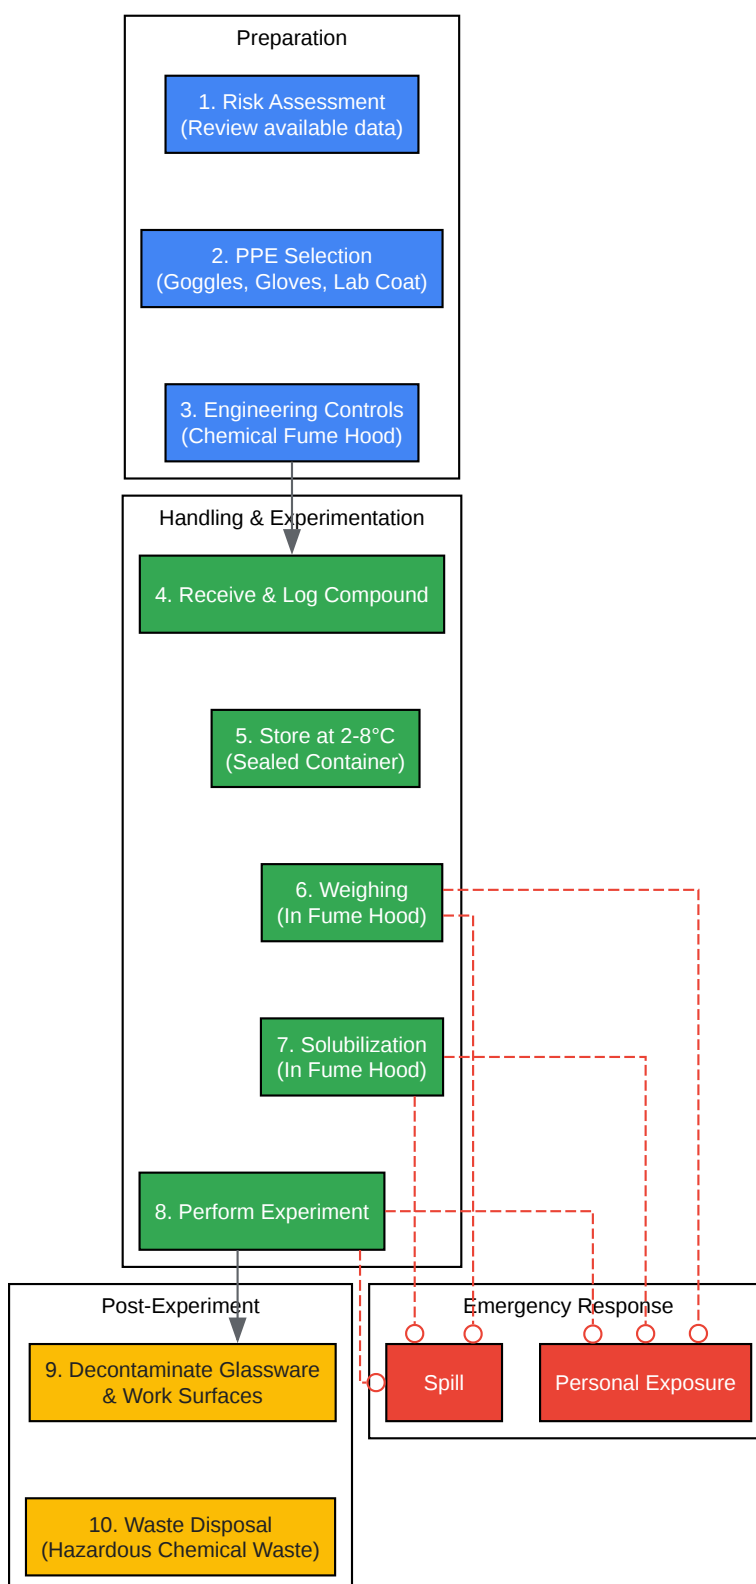 Preparation
1. Risk Assessment
(Review available data)
2. PPE Selection
(Goggles, Gloves, Lab Coat)
3. Engineering Controls
(Chemical Fume Hood)
Handling & Experimentation
4. Receive & Log Compound
5. Store at 2-8°C
(Sealed Container)
6. Weighing
(In Fume Hood)
7. Solubilization
(In Fume Hood)
8. Perform Experiment
Post-Experiment
9. Decontaminate Glassware
& Work Surfaces
10. Waste Disposal
(Hazardous Chemical Waste)
Emergency Response
Spill
Personal Exposure